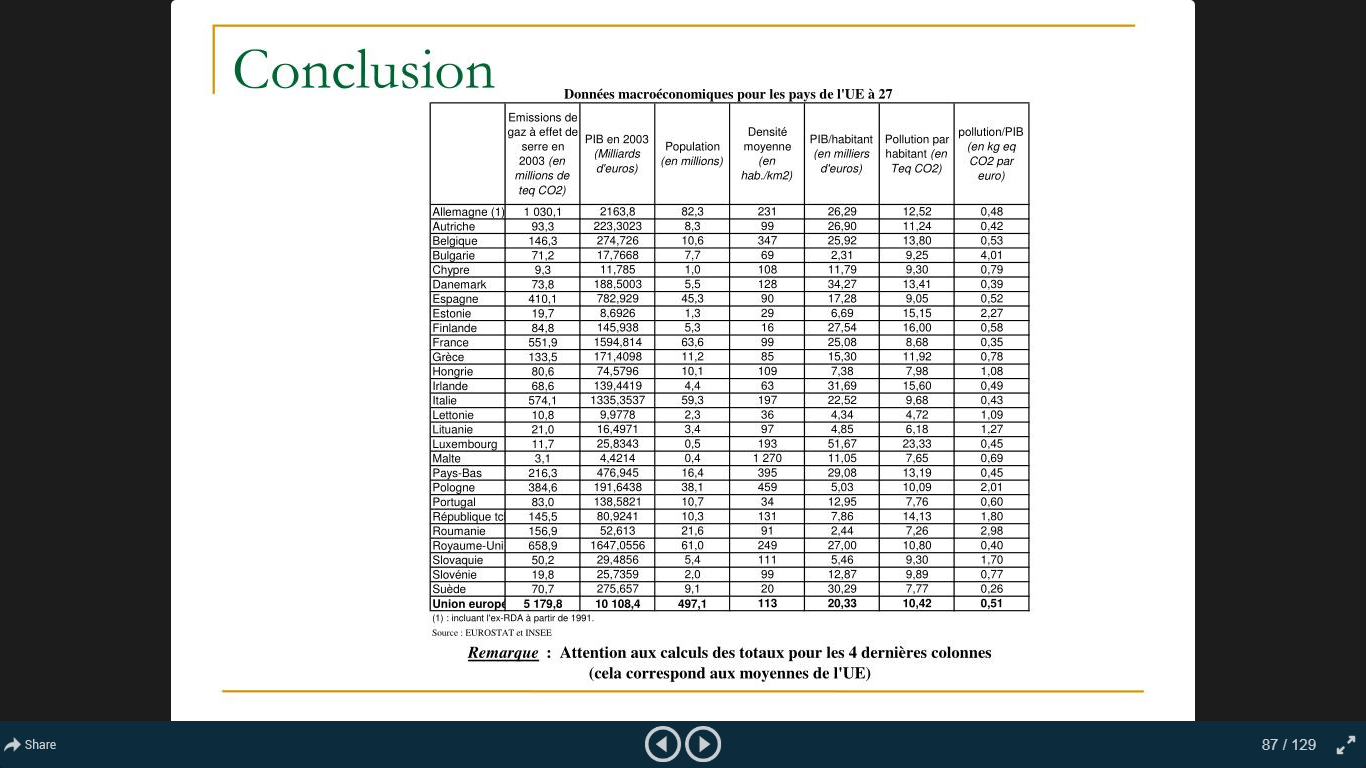 Conclusion
Données macroéconomiques pour les pays de l'UE à 27
Emissions de gaz à effet de serre en 2003 (en millions de teq CO2) PIB en 2003 (Milliards d'euros) Population (en millions) Densité moyenne (en hab./km2) PIB/habitant (en milliers d'euros) Pollution par habitant (en Teq CO2) pollution/PIB (en kg eq CO2 par euro)
Allemagne (1) 1 030,1 2163,8 82,3 231 26,29 12,52 0,48
Autriche 93,3 223,3023 8,3 99 26,90 11,24 0,42
Belgique 146,3 274,726 10,6 347 25,92 13,80 0,53
Bulgarie 71,2 17,7668 7,7 69 2,31 9,25 4,01
Chypre 9,3 11,785 1,0 108 11,79 9,30 0,79
Danemark 73,8 188,5003 5,5 128 34,27 13,41 0,39
Espagne 410,1 782,929 45,3 90 17,28 9,05 0,52
Estonie 19,7 8,6926 1,3 29 6,69 15,15 2,27
Finlande 84,8 145,938 5,3 16 27,54 16,00 0,58
France 551,9 1594,814 63,6 99 25,08 8,68 0,35
Grèce 133,5 171,4098 11,2 85 15,30 11,92 0,78
Hongrie 80,6 74,5796 10,1 109 7,38 7,98 1,08
Irlande 68,6 139,4419 4,4 63 31,69 15,60 0,49
Italie 574,1 1335,3537 59,3 197 22,52 9,68 0,43
Lettonie 10,8 9,9778 2,3 36 4,34 4,72 1,09
Lituanie 21,0 16,4971 3,4 97 4,85 6,18 1,27
Luxembourg 11,7 25,8343 0,5 193 51,67 23,33 0,45
Malte 3,1 4,4214 0,4 1 270 11,05 7,65 0,69
Pays-Bas 216,3 476,945 16,4 395 29,08 13,19 0,45
Pologne 384,6 191,6438 38,1 459 5,03 10,09 2,01
Portugal 83,0 138,5821 10,7 34 12,95 7,76 0,60
République tc 145,5 80,9241 10,3 131 7,86 14,13 1,80
Roumanie 156,9 52,613 21,6 91 2,44 7,26 2,98
Royaume-Uni 658,9 1647,0556 61,0 249 27,00 10,80 0,40
Slovaquie 50,2 29,4856 5,4 111 5,46 9,30 1,70
Slovénie 19,8 25,7359 2,0 99 12,87 9,89 0,77
Suède 70,7 275,657 9,1 20 30,29 7,77 0,26
Union europé 5 179,8 10 108,4 497,1 113 20,33 10,42 0,51
(1) : incluant l'ex-RDA à partir de 1991.
Source : EUROSTAT et INSEE
Remarque : Attention aux calculs des totaux pour les 4 dernières colonnes
(cela correspond aux moyennes de l'UE)
Share 87 / 129